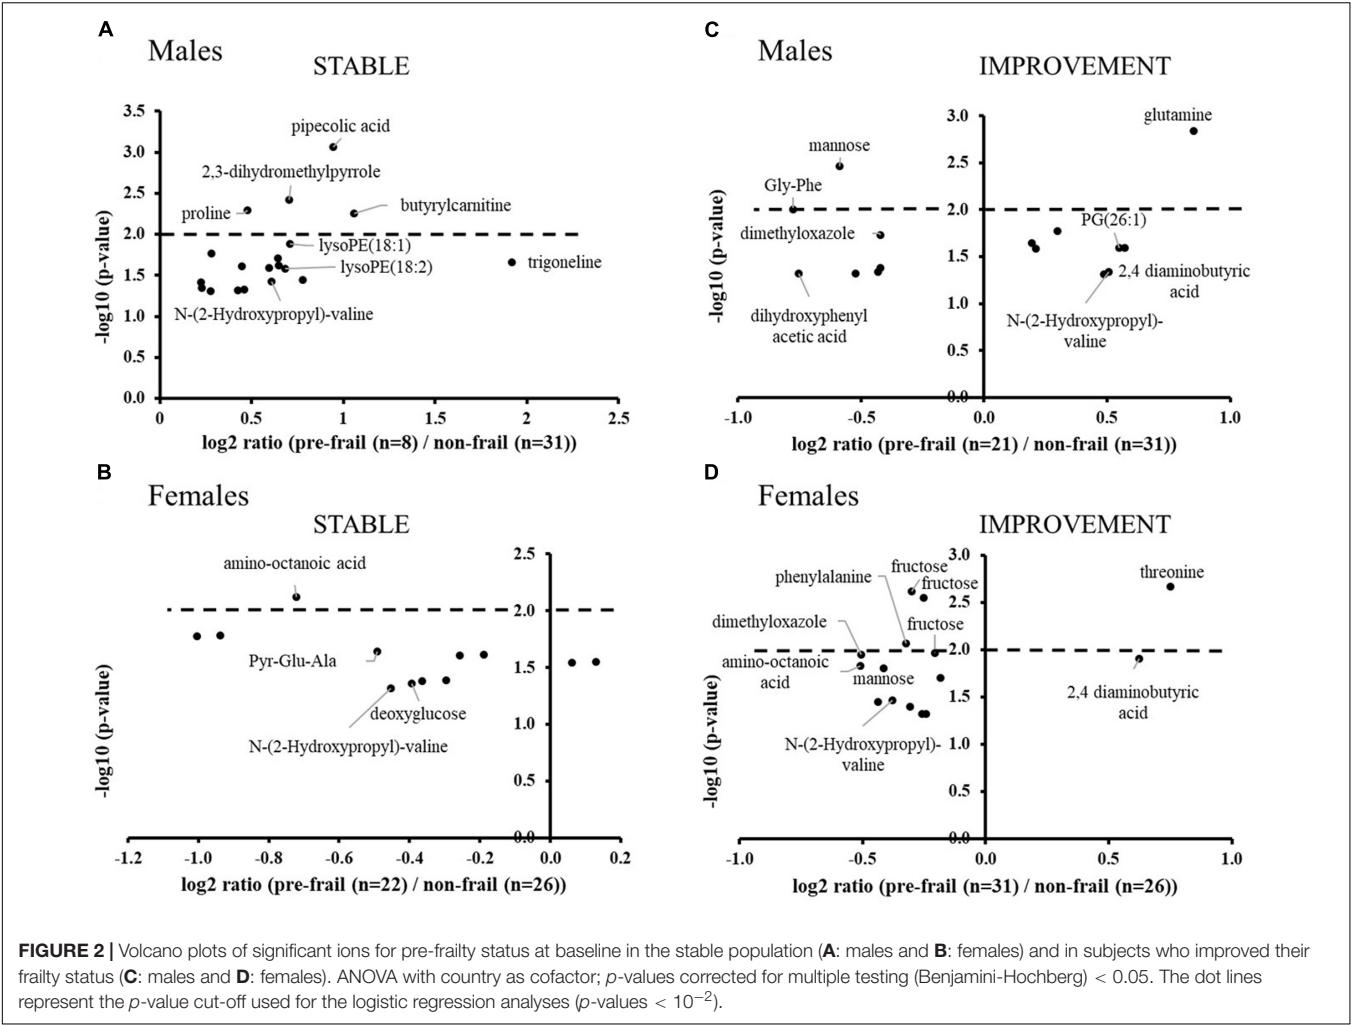 A
Males
STABLE
3.5
3.0
2.5
2.0
1.5
1.0
0.5
0.0
-log10 (p-value)
pipecolic acid
2,3-dihydromethylpyrrole
proline
butyrylcarnitine
lysoPE(18:1)
lysoPE(18:2)
trigoneline
N-(2-Hydroxypropyl)-valine
0 0.5 1 1.5 2 2.5
log2 ratio (pre-frail (n=8) / non-frail (n=31))
C
Males
IMPROVEMENT
3.0
2.5
2.0
1.5
1.0
0.5
0.0
-log10 (p-value)
glutamine
mannose
Gly-Phe
dimethyloxazole
PG(26:1)
2,4 diaminobutyric
acid
dihydroxyphenyl
acetic acid
N-(2-Hydroxypropyl)-
valine
-1.0 -0.5 0.0 0.5 1.0
log2 ratio (pre-frail (n=21) / non-frail (n=31))
B
Females
STABLE
2.5
2.0
1.5
1.0
0.5
0.0
-log10 (p-value)
amino-octanoic acid
Pyr-Glu-Ala
deoxyglucose
N-(2-Hydroxypropyl)-valine
-1.2 -1.0 -0.8 -0.6 -0.4 -0.2 0.0 0.2
log2 ratio (pre-frail (n=22) / non-frail (n=26))
D
Females
IMPROVEMENT
3.0
2.5
2.0
1.5
1.0
0.5
0.0
-log10 (p-value)
fructose
phenylalanine
fructose
threonine
dimethyloxazole
fructose
amino-octanoic
acid
mannose
2,4 diaminobutyric
acid
N-(2-Hydroxypropyl)-
valine
-1.0 -0.5 0.0 0.5 1.0
log2 ratio (pre-frail (n=31) / non-frail (n=26))
FIGURE 2 | Volcano plots of significant ions for pre-frailty status at baseline in the stable population (A: males and B: females) and in subjects who improved their
frailty status (C: males and D: females). ANOVA with country as cofactor; p-values corrected for multiple testing (Benjamini-Hochberg) < 0.05. The dot lines
represent the p-value cut-off used for the logistic regression analyses (p-values < 10−2).